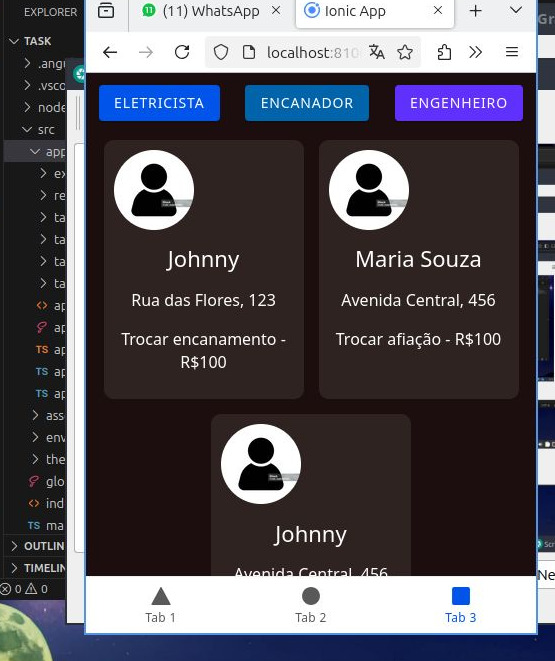 EXPLORER
(11) WhatsApp
Ionic App
TASK
.ang
localhost:810
.vsco
node
ELETRICISTA
ENCANADOR
ENGENHEIRO
src
app
ex
re
ta
ta
ta
ta
Johnny
Maria Souza
Rua das Flores, 123
Avenida Central, 456
ap
ap
Trocar encanamento -
R$100
Trocar afiação - R$100
TS ap
TS ap
TS ap
ass
env
the
glo
ind
TS ma
Johnny
OUTLIN
TIMELIN
Avenida Central, 456
0 0
Ne
Tab 1
Tab 2
Tab 3